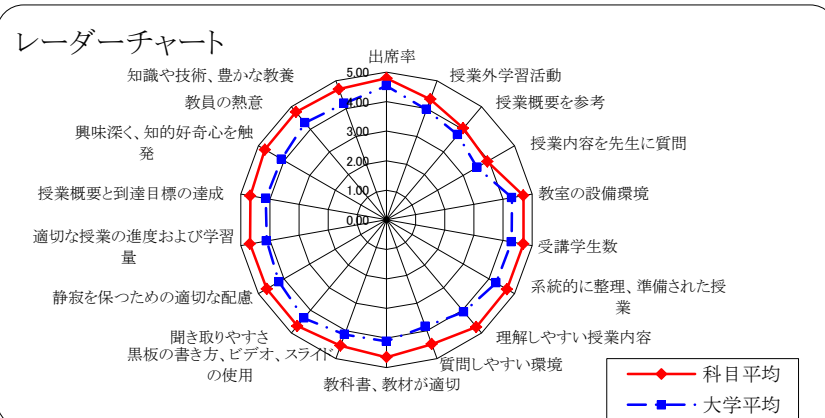 レーダーチャート
出席率
授業外学習活動
授業概要を参考
授業内容を先生に質問
教室の設備環境
受講学生数
系統的に整理、準備された授
業
理解しやすい授業内容
質問しやすい環境
教科書、教材が適切
黒板の書き方、ビデオ、スライド
の使用
聞き取りやすさ
静寂を保つための適切な配慮
適切な授業の進度および学習
量
授業概要と到達目標の達成
興味深く、知的好奇心を触
発
教員の熱意
知識や技術、豊かな教養
5.00
4.00
3.00
2.00
1.00
0.00
科目平均
大学平均